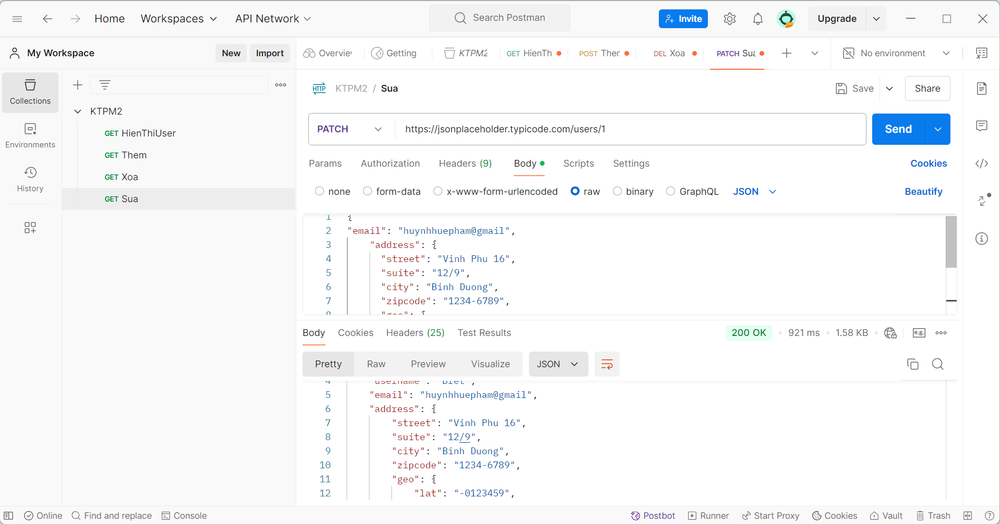 Home Workspaces API Network Search Postman Invite Upgrade
My Workspace New Import
Overview Getting KTPM2 GET HienTh POST Ther DEL Xoa PATCH Sua No environment
Collections
Environments
History
KTPM2
GET HienThiUser
GET Them
GET Xoa
GET Sua
HTTP KTPM2 / Sua Save Share
PATCH https://jsonplaceholder.typicode.com/users/1 Send
Params Authorization Headers (9) Body Scripts Settings Cookies
none form-data x-www-form-urlencoded raw binary GraphQL JSON Beautify
1 {
2 "email": "huynhhuepham@gmail",
3 "address": {
4 "street": "Vinh Phu 16",
5 "suite": "12/9",
6 "city": "Binh Duong",
7 "zipcode": "1234-6789",
8 "geo": {
Body Cookies Headers (25) Test Results 200 OK 921 ms 1.58 KB e.g.
Pretty Raw Preview Visualize JSON
4 "username": "Biet",
5 "email": "huynhhuepham@gmail",
6 "address": {
7 "street": "Vinh Phu 16",
8 "suite": "12/9",
9 "city": "Binh Duong",
10 "zipcode": "1234-6789",
11 "geo": {
12 "lat": "-0123459",
Online Find and replace Console Postbot Runner Start Proxy Cookies Vault Trash